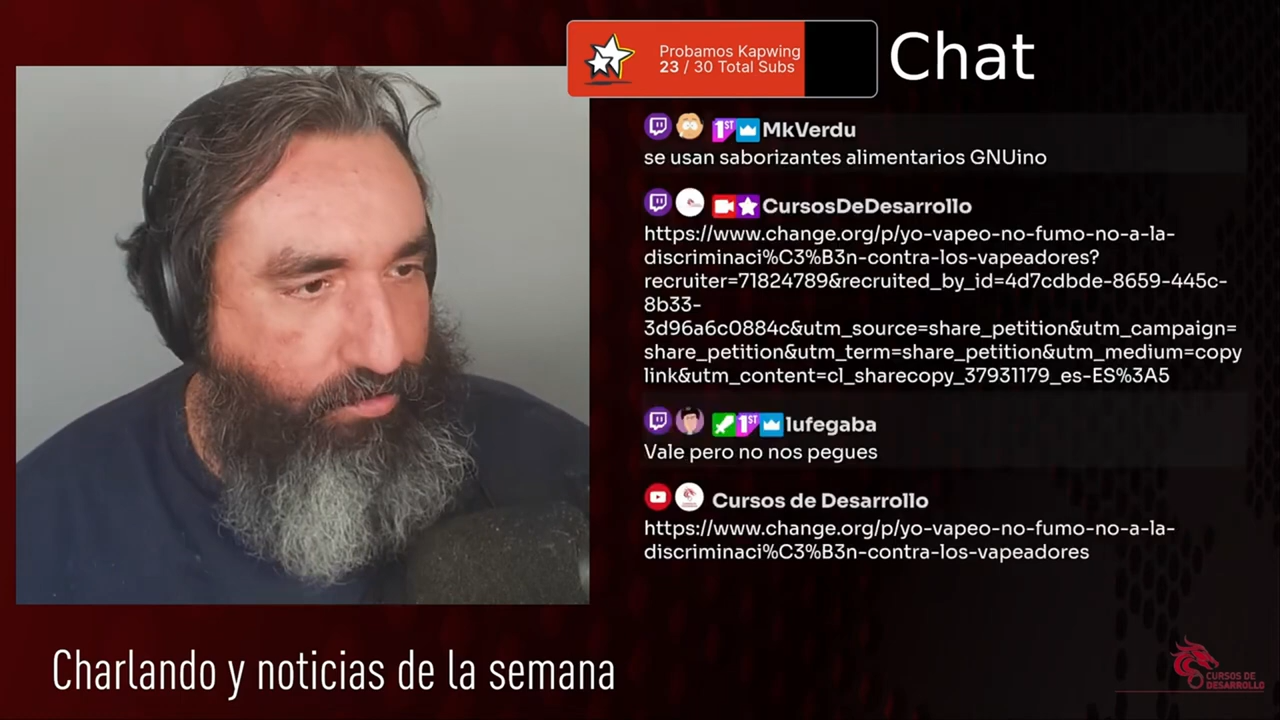 Probamos Kapwing
23 / 30 Total Subs
Chat
1ST MkVerdu
se usan saborizantes alimentarios GNUino
CursosDeDesarrollo
https://www.change.org/p/yo-vapeo-no-fumo-no-a-la-
discriminaci%C3%B3n-contra-los-vapeadores?
recruiter=71824789&recruited_by_id=4d7cdbde-8659-445c-
8b33-
3d96a6c0884c&utm_source=share_petition&utm_campaign=
share_petition&utm_term=share_petition&utm_medium=copy
link&utm_content=cl_sharecopy_37931179_es-ES%3A5
1ST lufegaba
Vale pero no nos pegues
Cursos de Desarrollo
https://www.change.org/p/yo-vapeo-no-fumo-no-a-la-
discriminaci%C3%B3n-contra-los-vapeadores
Charlando y noticias de la semana
CURSOS DE
DESARROLLO